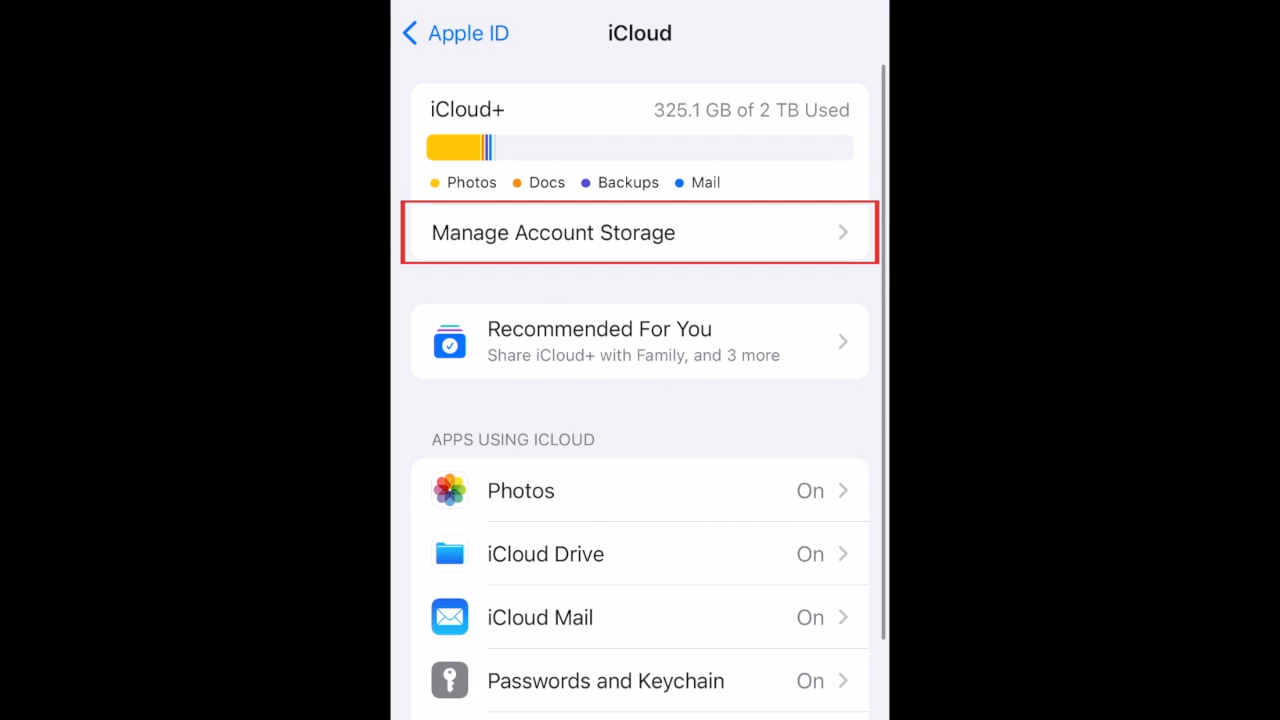 Apple ID
iCloud
iCloud+ 325.1 GB of 2 TB Used
Photos Docs Backups Mail
Manage Account Storage
Recommended For You
Share iCloud+ with Family, and 3 more
APPS USING ICLOUD
Photos On
iCloud Drive On
iCloud Mail On
Passwords and Keychain On